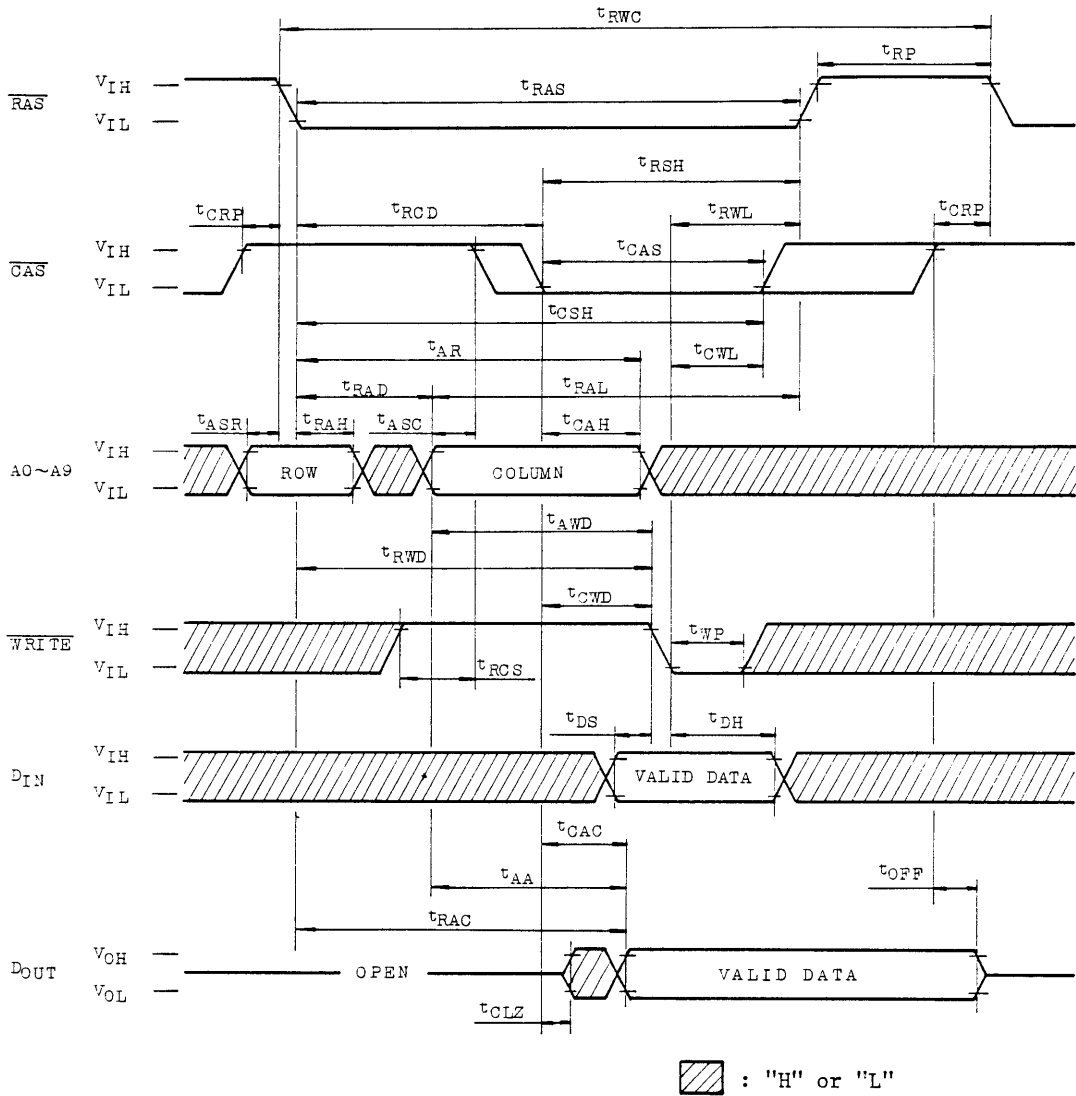 tRWC
tRP
VIH
RAS
tRAS
VIL
tRSH
tCRP
tRCD
tRWL
tCRP
VIH
CAS
tCAS
VIL
tCSH
tAR
tCWL
tRAD
tRAL
tASR
tRAH
tASC
tCAH
VIH
A0~A9
ROW
COLUMN
VIL
tAWD
tRWD
tCWD
VIH
WRITE
tWP
VIL
tRCS
tDS
tDH
VIH
DIN
VALID DATA
VIL
tCAC
tAA
tOFF
tRAC
VOH
DOUT
OPEN
VALID DATA
VOL
tCLZ
: "H" or "L"